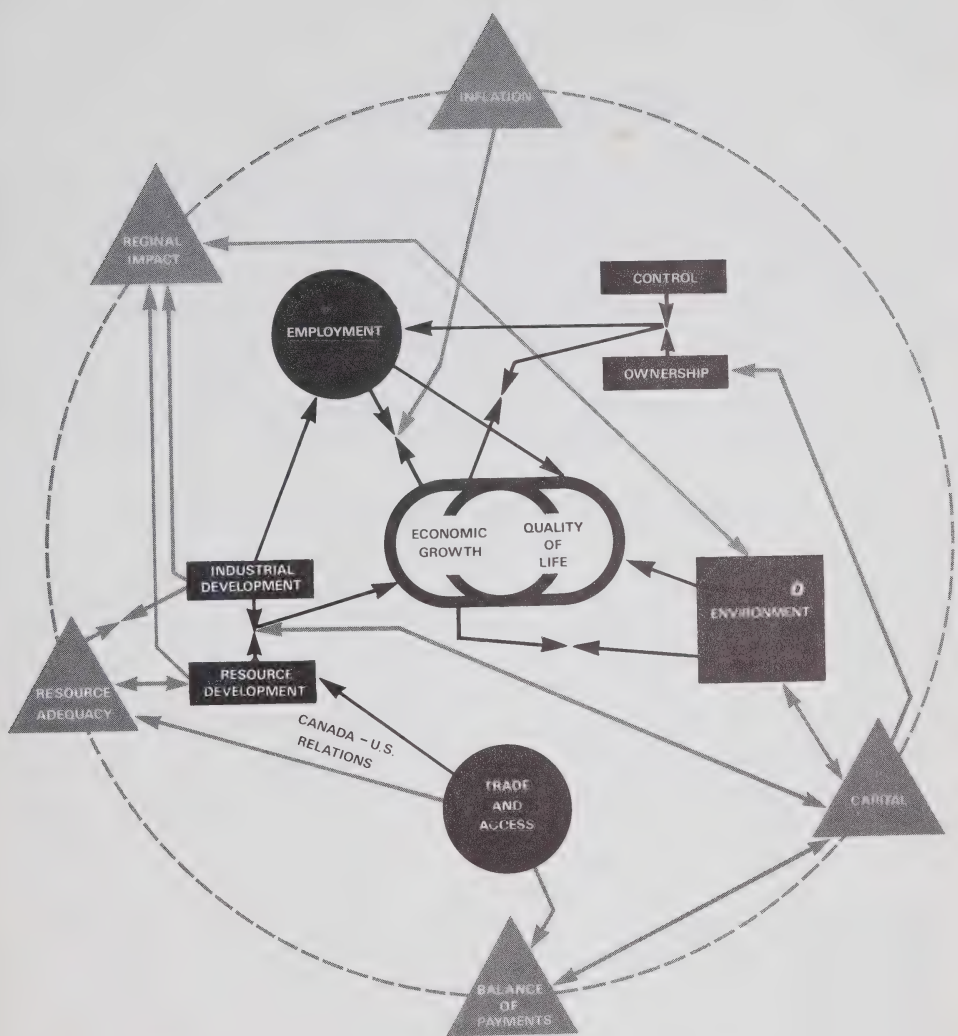 INFLATION
REGINAL
IMPACT
CONTROL
EMPLOYMENT
OWNERSHIP
ECONOMIC
GROWTH
QUALITY
OF
LIFE
INDUSTRIAL
DEVELOPMENT
ENVIRONMENT
RESOURCE
DEVELOPMENT
RESOURCE
ADEQUACY
CANADA – U.S.
RELATIONS
TRADE
AND
ACCESS
CAPITAL
BALANCE
OF
PAYMENTS